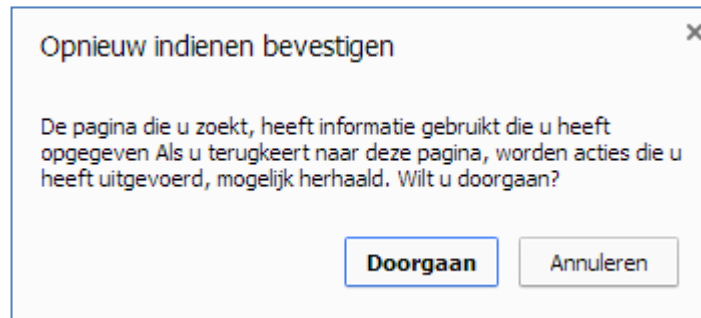 Opnieuw indienen bevestigen
De pagina die u zoekt, heeft informatie gebruikt die u heeft
opgegeven Als u terugkeert naar deze pagina, worden acties die u
heeft uitgevoerd, mogelijk herhaald. Wilt u doorgaan?
Doorgaan Annuleren